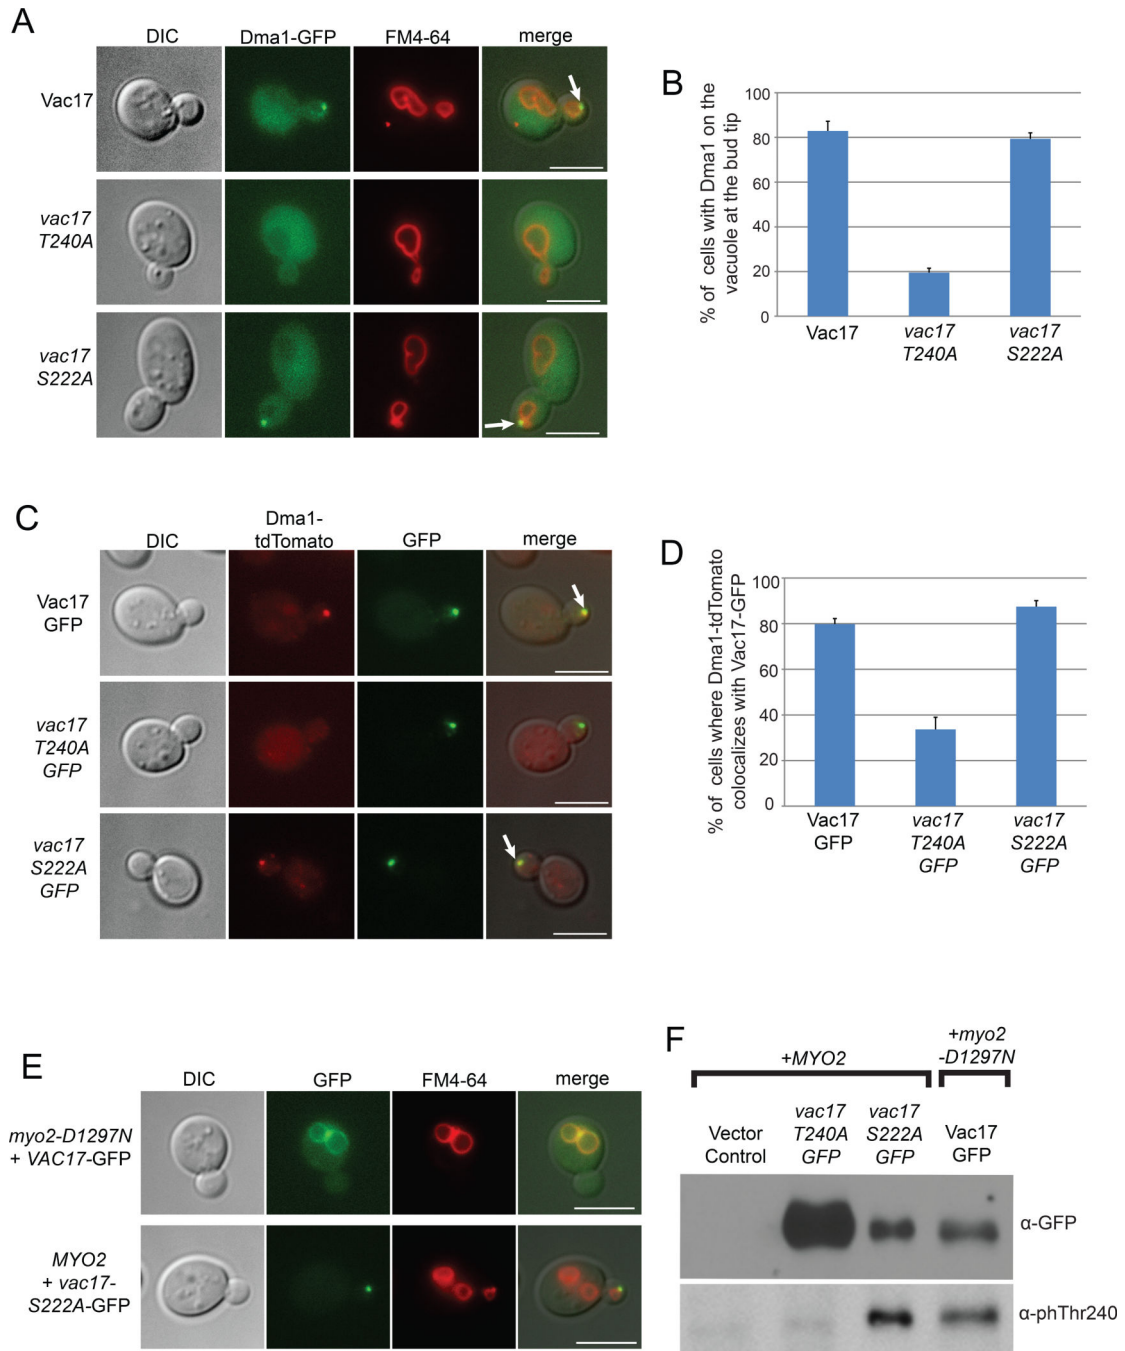 A
DIC Dma1-GFP FM4-64 merge
Vac17
vac17
T240A
vac17
S222A
B
% of cells with Dma1 on the
vacuole at the bud tip
100
80
60
40
20
0
Vac17 vac17 vac17
T240A S222A
C
Dma1-
DIC tdTomato GFP merge
Vac17
GFP
vac17
T240A
GFP
vac17
S222A
GFP
D
% of cells where Dma1-tdTomato
colocalizes with Vac17-GFP
100
80
60
40
20
0
Vac17 vac17 vac17
GFP T240A S222A
GFP GFP
E
DIC GFP FM4-64 merge
myo2-D1297N
+ VAC17-GFP
MYO2
+ vac17-
S222A-GFP
F
+myo2
+MYO2 -D1297N
vac17 vac17
Vector T240A S222A Vac17
Control GFP GFP GFP
α-GFP
α-phThr240